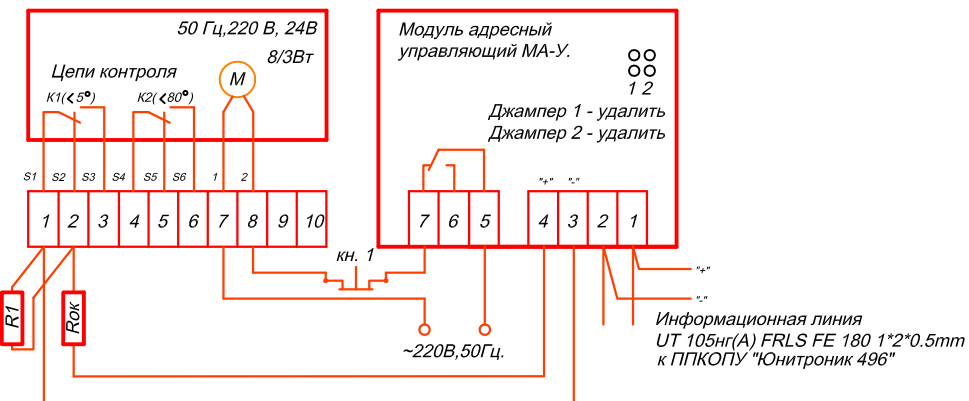 50 Гц,220 В, 24В
8/3Вт
Цепи контроля
К1(<5°)
К2(<80°)
М
S1 S2 S3 S4 S5 S6 1 2
1 2 3 4 5 6 7 8 9 10
Модуль адресный
управляющий МА-У.
1 2
Джампер 1 - удалить
Джампер 2 - удалить
"+" "-"
7 6 5 4 3 2 1
кн. 1
R1
Rок
~220В,50Гц.
"+"
"-"
Информационная линия
UT 105нг(А) FRLS FE 180 1*2*0.5mm
к ППКОПУ "Юнитроник 496"